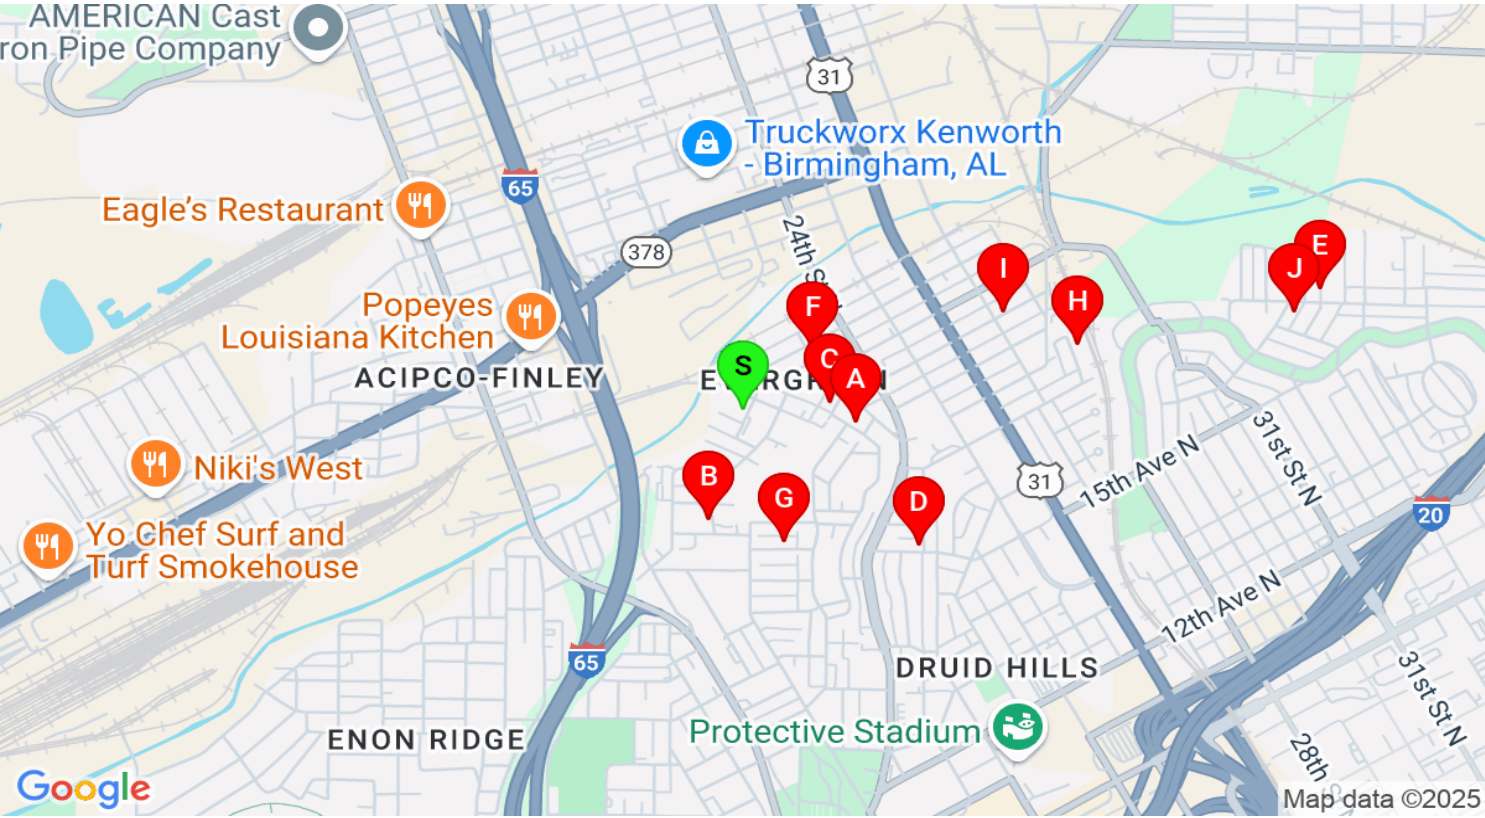 AMERICAN Cast
ron Pipe Company
31
Truckworx Kenworth
- Birmingham, AL
65
Eagle's Restaurant
24th St
378
I
E
J
H
F
Popeyes
Louisiana Kitchen
ACIPCO-FINLEY
S
C
A
B
G
D
Niki's West
31
15th Ave N
31st St N
20
Yo Chef Surf and
Turf Smokehouse
12th Ave N
65
DRUID HILLS
31st St N
ENON RIDGE
Protective Stadium
28th
Google
Map data ©2025